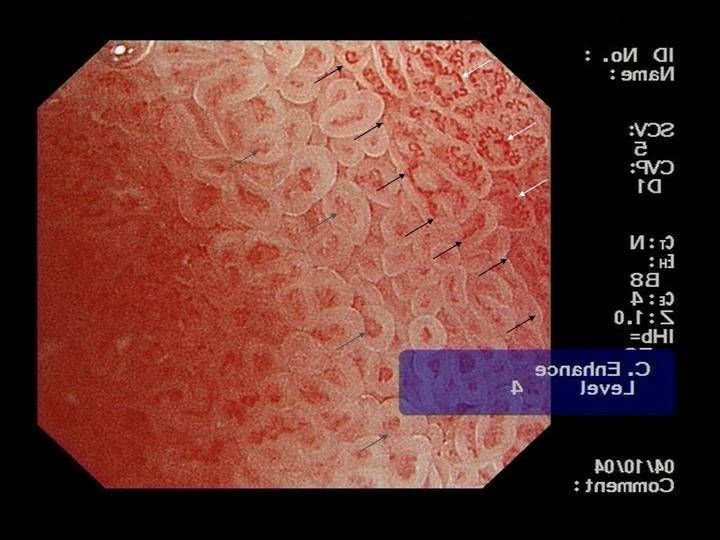 ID No. :
Name :
SCV:
5
CVP:
D1
Cr:N
EH:
B8
CE:4
Z:1.0
IHb=
C. Enhance
Level 4
04/10/04
Comment :